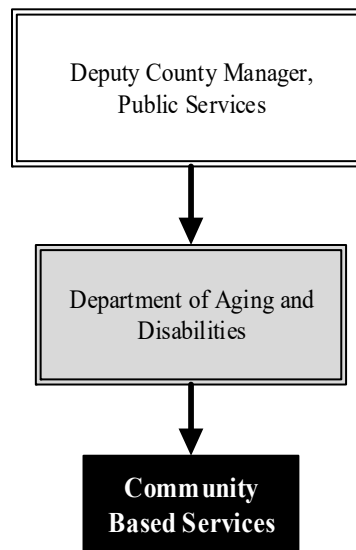 Deputy County Manager,
Public Services
Department of Aging and
Disabilities
Community
Based Services